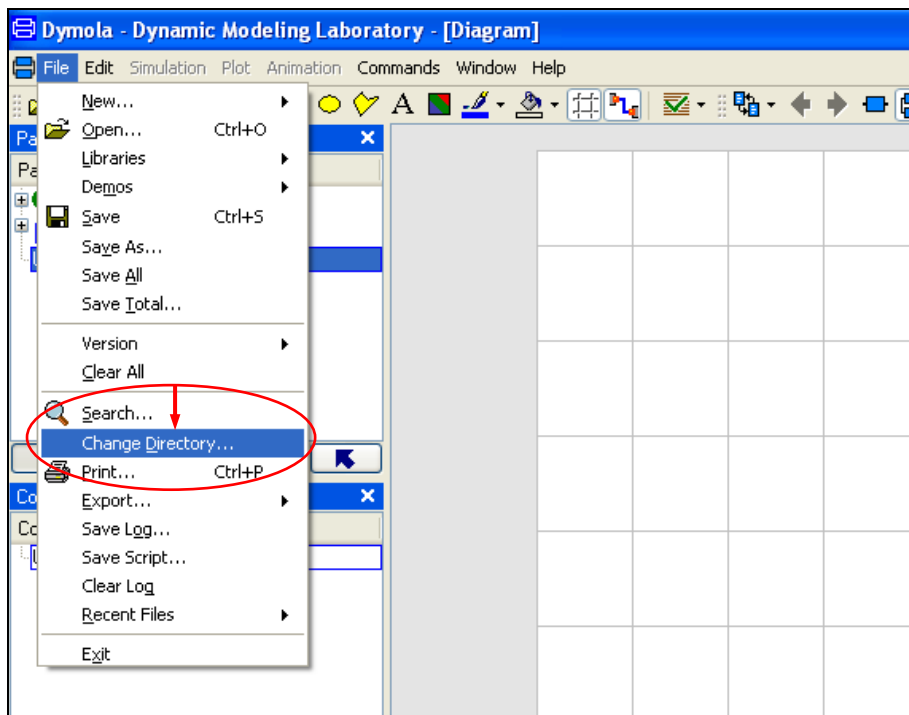 Dymola - Dynamic Modeling Laboratory - [Diagram]
File Edit Simulation Plot Animation Commands Window Help
A
New...
Open... Ctrl+O
Libraries
Demos
Save Ctrl+S
Save As...
Save All
Save Total...
Version
Clear All
Search...
Change Directory...
Print... Ctrl+P
Export...
Save Log...
Save Script...
Clear Log
Recent Files
Exit